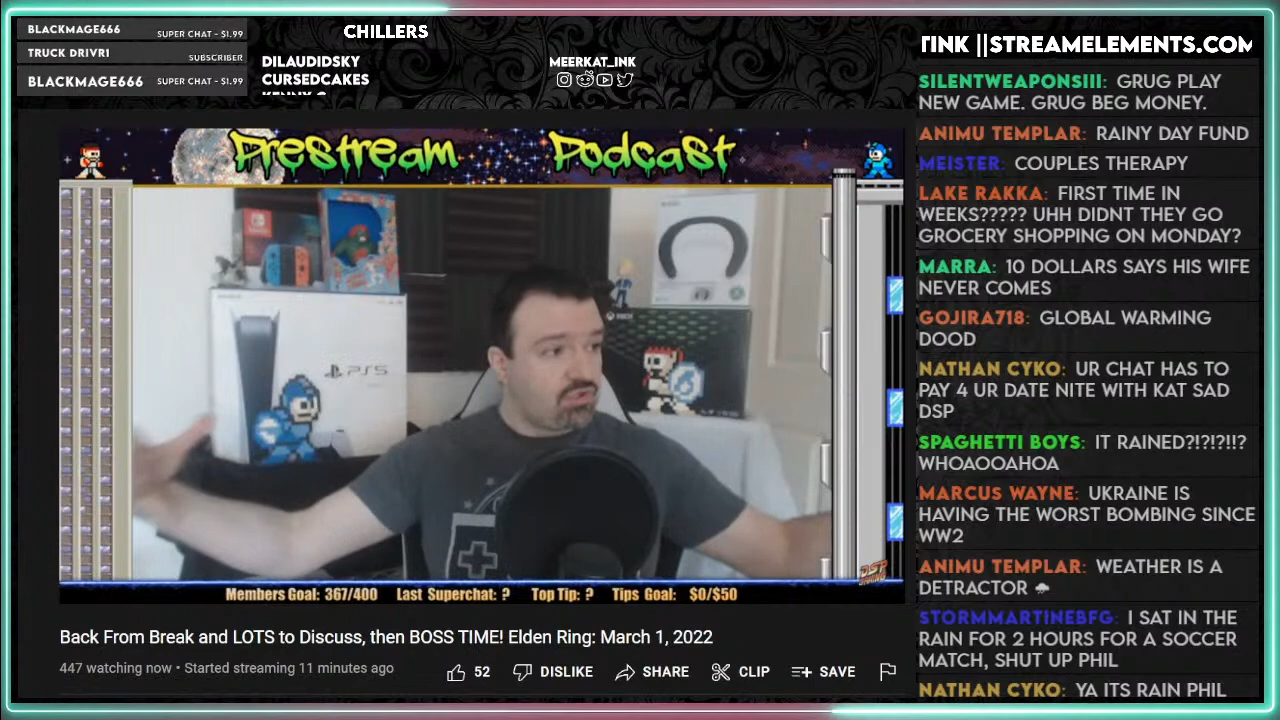 BLACKMAGE666 SUPER CHAT - $1.99
TRUCK DRIVR1 SUBSCRIBER
BLACKMAGE666 SUPER CHAT - $1.99
CHILLERS
DILAUDIDSKY
CURSEDCAKES
KENNY G
MEERKAT_INK
TINK ||STREAMELEMENTS.COM
Prestream Podcast
PS5
XBOX
Members Goal: 367/400 Last Superchat: ? Top Tip: ? Tips Goal: $0/$50
DSP GAMING
Back From Break and LOTS to Discuss, then BOSS TIME! Elden Ring: March 1, 2022
447 watching now • Started streaming 11 minutes ago
52 DISLIKE SHARE CLIP SAVE
SILENTWEAPONSIII: GRUG PLAY
NEW GAME. GRUG BEG MONEY.
ANIMU TEMPLAR: RAINY DAY FUND
MEISTER: COUPLES THERAPY
LAKE RAKKA: FIRST TIME IN
WEEKS????? UHH DIDNT THEY GO
GROCERY SHOPPING ON MONDAY?
MARRA: 10 DOLLARS SAYS HIS WIFE
NEVER COMES
GOJIRA718: GLOBAL WARMING
DOOD
NATHAN CYKO: UR CHAT HAS TO
PAY 4 UR DATE NITE WITH KAT SAD
DSP
SPAGHETTI BOYS: IT RAINED?!?!?!!?
WHOAOOAHOA
MARCUS WAYNE: UKRAINE IS
HAVING THE WORST BOMBING SINCE
WW2
ANIMU TEMPLAR: WEATHER IS A
DETRACTOR 🌧
STORMMARTINEBFG: I SAT IN THE
RAIN FOR 2 HOURS FOR A SOCCER
MATCH, SHUT UP PHIL
NATHAN CYKO: YA ITS RAIN PHIL